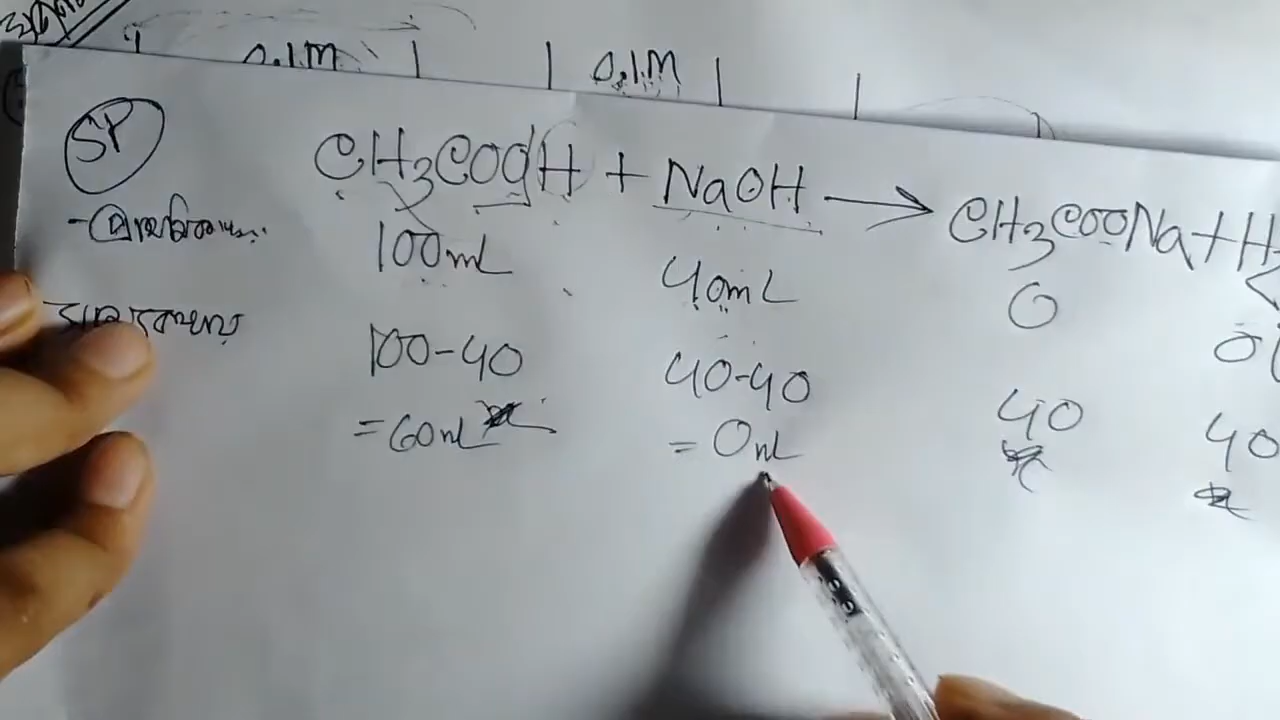 0.1M 0.1M
SP
CH3COOH + NaOH → CH3COONa + H
100mL 40mL 0
100-40 40-40 40 40
=60mL = 0mL